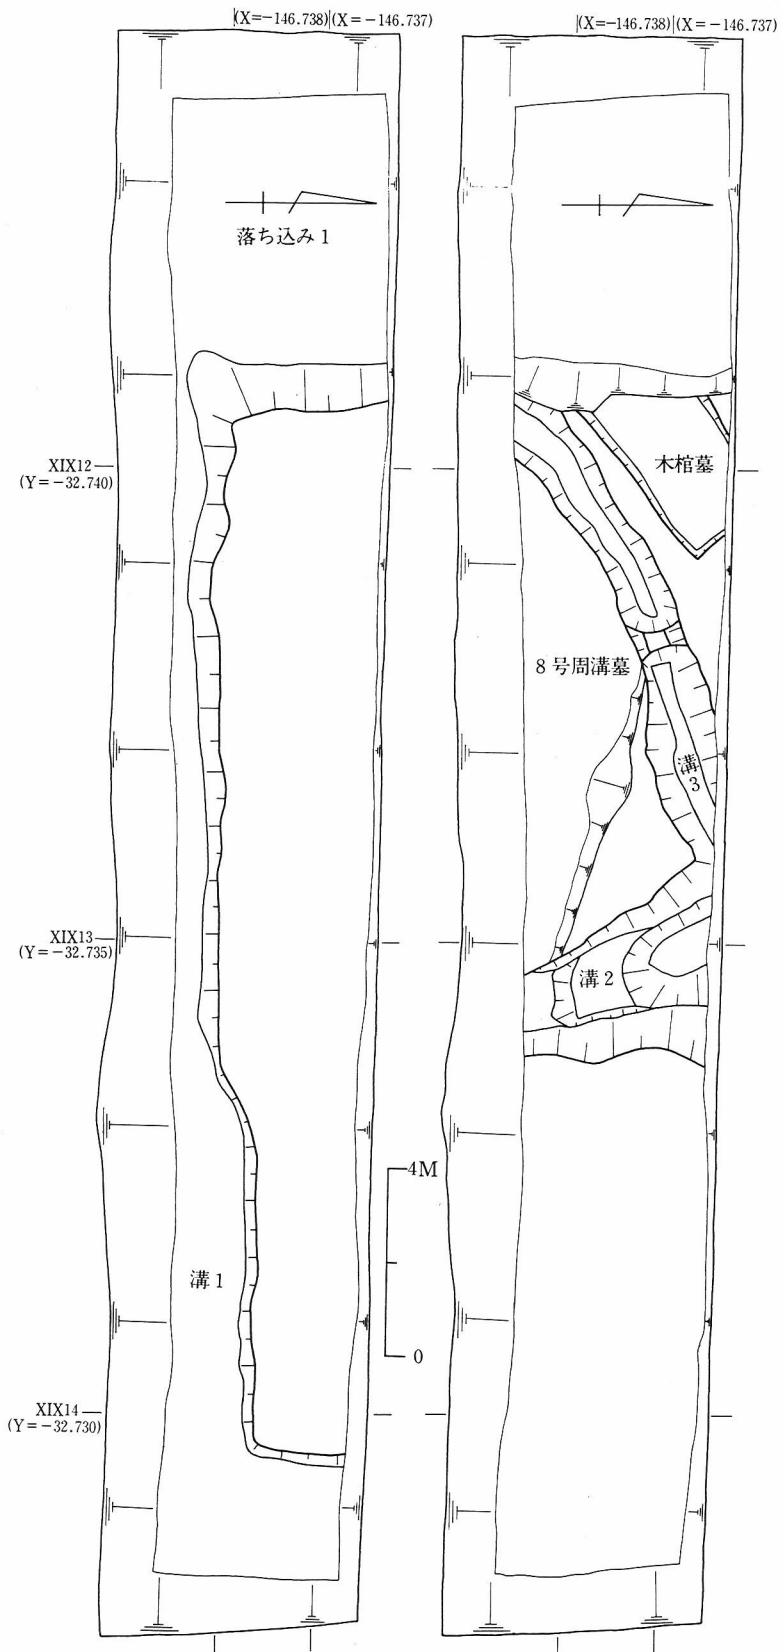 (X=−146.738) (X=−146.737)
(X=−146.738) (X=−146.737)
落ち込み1
XIX12
(Y=−32.740)
木棺墓
8号周溝墓
溝3
XIX13
(Y=−32.735)
溝2
4M
溝1
0
XIX14
(Y=−32.730)